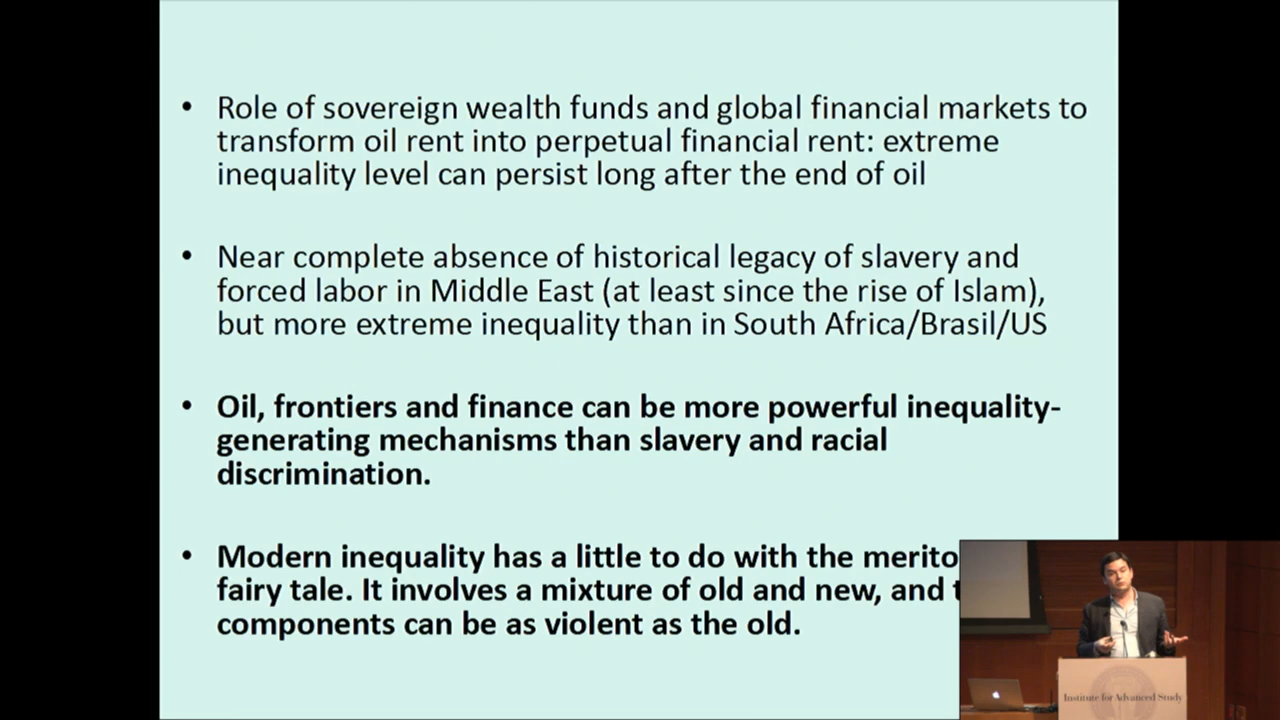 • Role of sovereign wealth funds and global financial markets to
transform oil rent into perpetual financial rent: extreme
inequality level can persist long after the end of oil
• Near complete absence of historical legacy of slavery and
forced labor in Middle East (at least since the rise of Islam),
but more extreme inequality than in South Africa/Brasil/US
• Oil, frontiers and finance can be more powerful inequality-
generating mechanisms than slavery and racial
discrimination.
• Modern inequality has a little to do with the merito
fairy tale. It involves a mixture of old and new, and
components can be as violent as the old.
Institute for Advanced Study